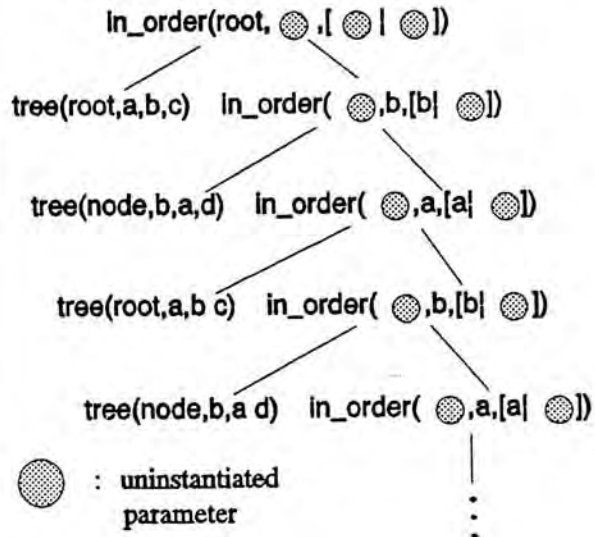 in_order(root, ,[ | ])
tree(root,a,b,c) in_order( ,b,[b| ])
tree(node,b,a,d) in_order( ,a,[a| ])
tree(root,a,b c) in_order( ,b,[b| ])
tree(node,b,a d) in_order( ,a,[a| ])
: uninstantiated
parameter